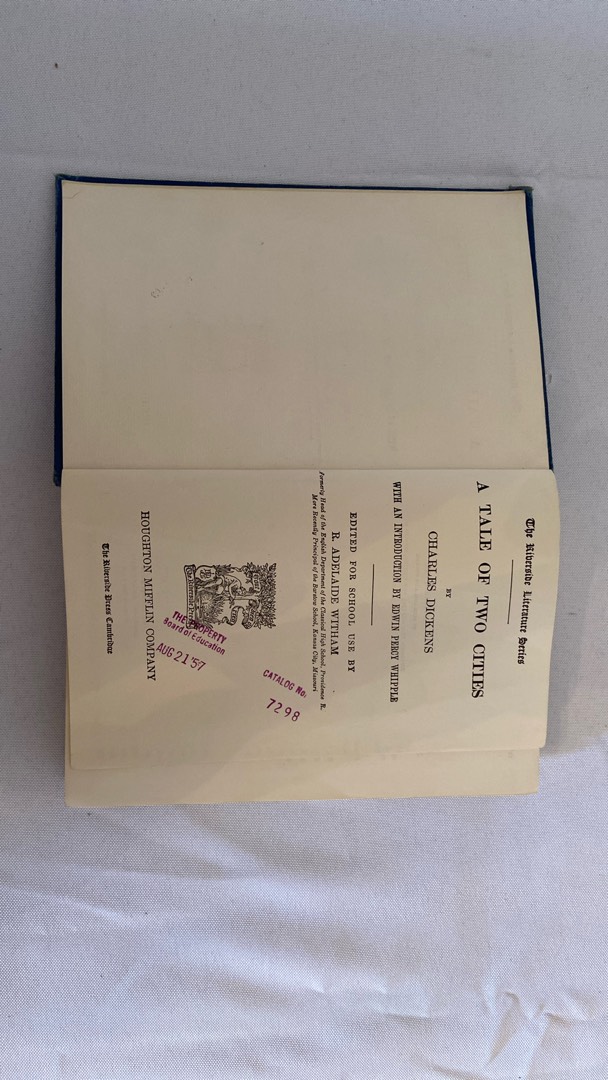 The Riverside Literature Series
A TALE OF TWO CITIES
BY
CHARLES DICKENS
WITH AN INTRODUCTION BY EDWIN PERCY WHIPPLE
EDITED FOR SCHOOL USE BY
R. ADELAIDE WITHAM
Formerly Head of the English Department of the Classical High School, Providence R.
More Recently Principal of the Barstow School, Kansas City, Missouri
CATALOG No.
7298
The Riverside Press
THE PROPERTY
Board of Education
AUG 21 '57
HOUGHTON MIFFLIN COMPANY
The Riverside Press Cambridge